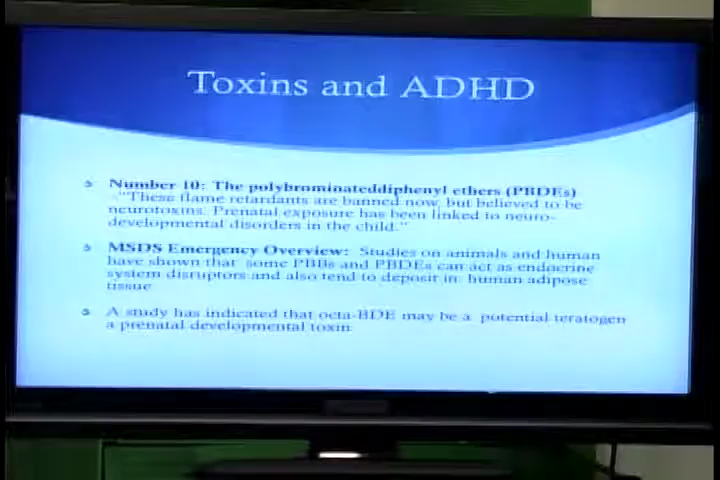 Toxins and ADHD
Number 10: The polybrominateddiphenyl ethers (PBDEs)
-"These flame retardants are banned now, but believed to be
neurotoxins. Prenatal exposure has been linked to neuro-
developmental disorders in the child."
MSDS Emergency Overview: Studies on animals and human
have shown that some PBBs and PBDEs can act as endocrine
system disruptors and also tend to deposit in human adipose
tissue
A study has indicated that octa-BDE may be a potential teratogen
a prenatal developmental toxin